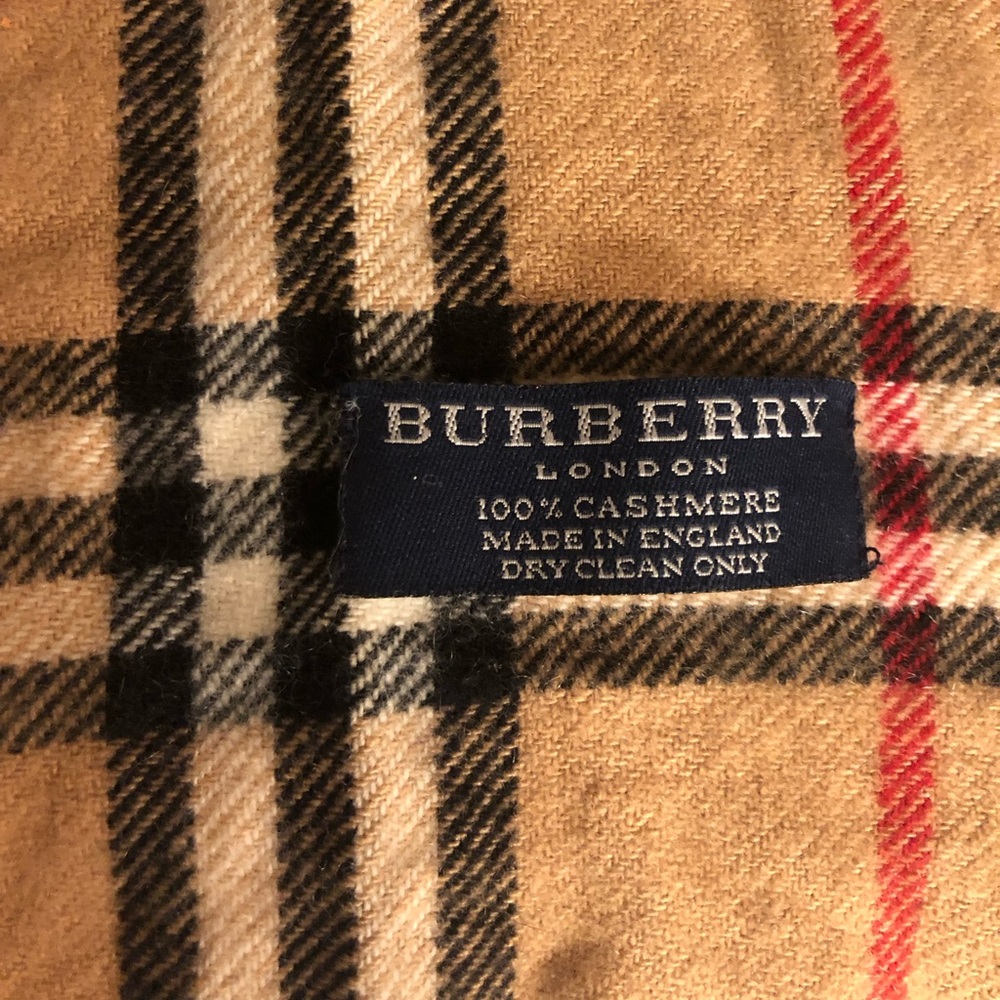 BURBERRY
LONDON
100% CASHMERE
MADE IN ENGLAND
DRY CLEAN ONLY